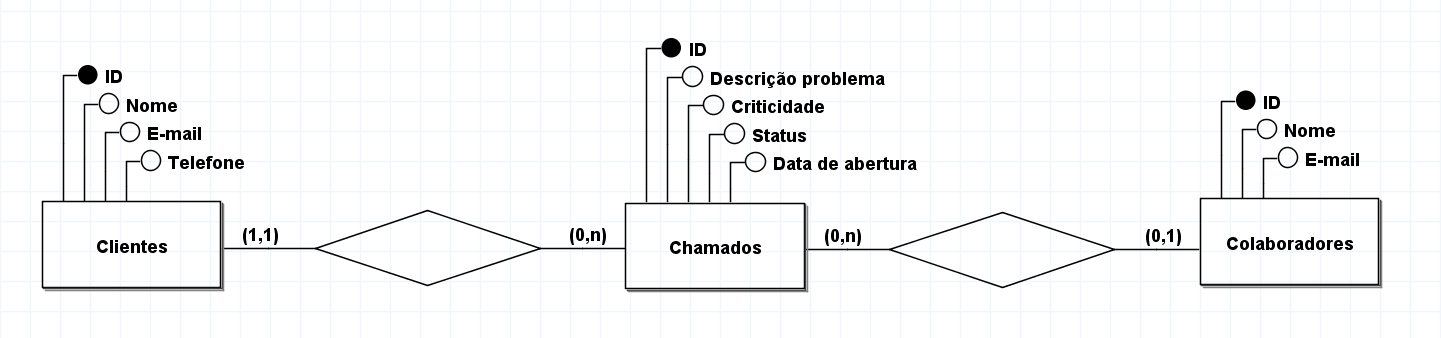 ID
Nome
E-mail
Telefone
Clientes
(1,1)
(0,n)
ID
Descrição problema
Criticidade
Status
Data de abertura
Chamados
(0,n)
(0,1)
ID
Nome
E-mail
Colaboradores